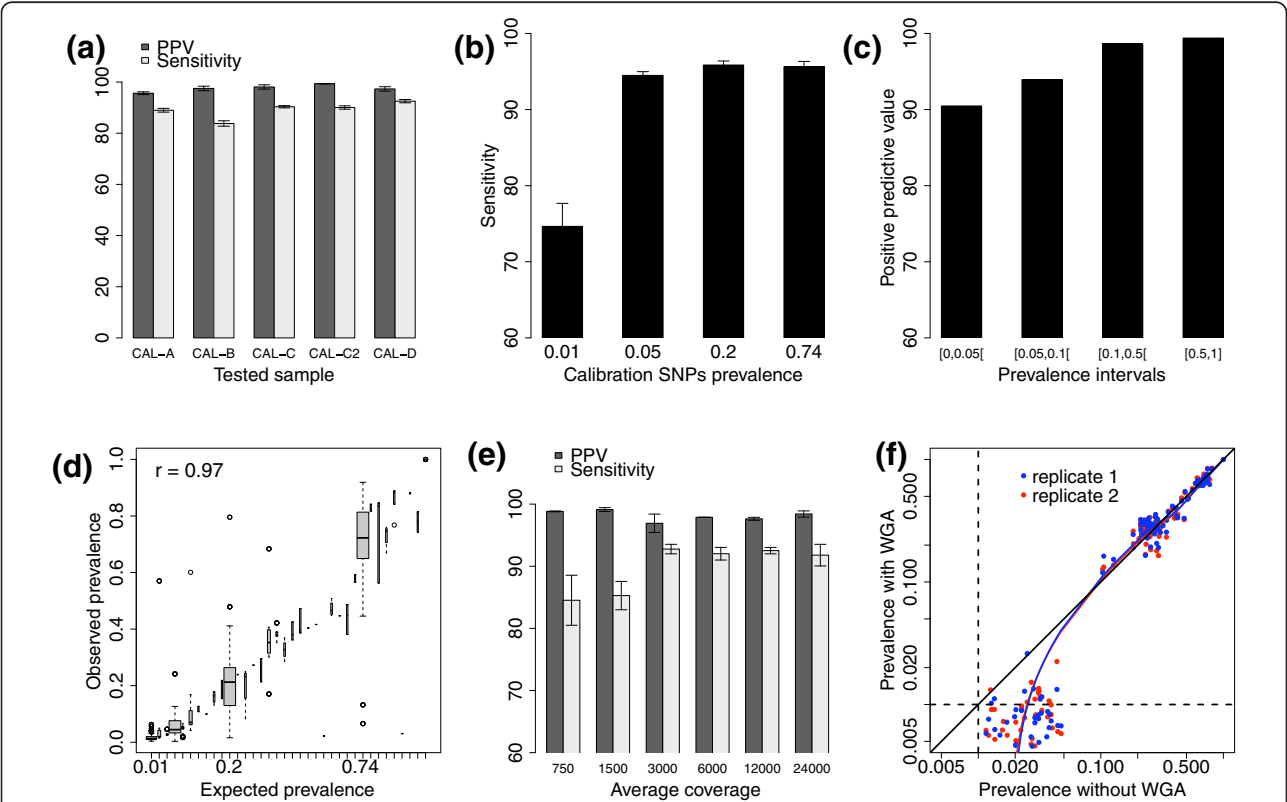 (a)
PPV
Sensitivity
0 20 40 60 80 100
CAL−A CAL−B CAL−C CAL−C2 CAL−D
Tested sample
(b)
Sensitivity
60 70 80 90 100
0.01 0.05 0.2 0.74
Calibration SNPs prevalence
(c)
Positive predictive value
60 70 80 90 100
[0,0.05[ [0.05,0.1[ [0.1,0.5[ [0.5,1]
Prevalence intervals
(d)
r = 0.97
Observed prevalence
0.0 0.2 0.4 0.6 0.8 1.0
0.01 0.2 0.74
Expected prevalence
(e)
PPV
Sensitivity
60 70 80 90 100
750 1500 3000 6000 12000 24000
Average coverage
(f)
replicate 1
replicate 2
Prevalence with WGA
0.005 0.020 0.100 0.500
0.005 0.020 0.100 0.500
Prevalence without WGA